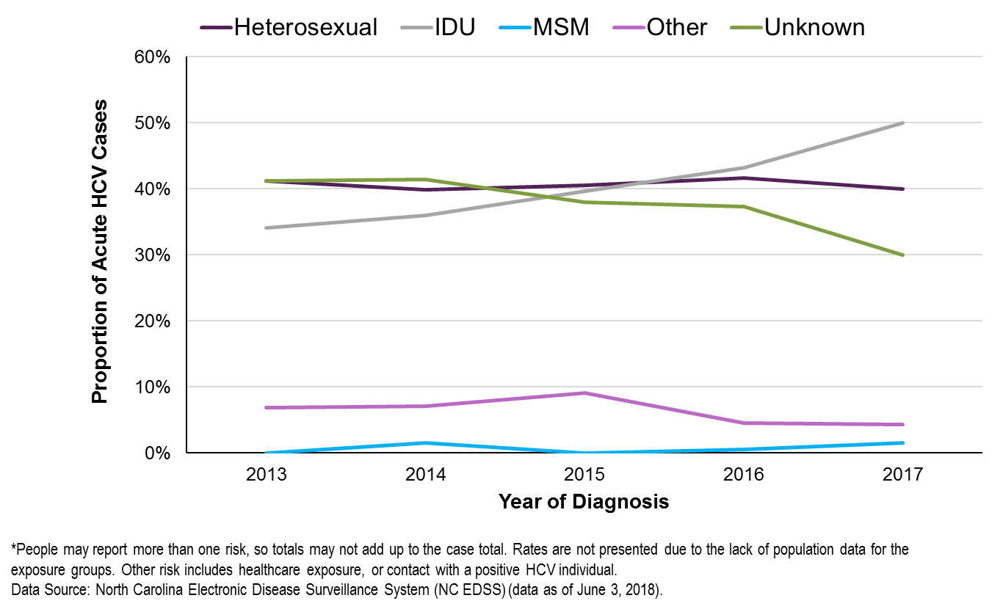 Heterosexual IDU MSM Other Unknown
60%
50%
40%
30%
20%
10%
0%
Proportion of Acute HCV Cases
2013 2014 2015 2016 2017
Year of Diagnosis
*People may report more than one risk, so totals may not add up to the case total. Rates are not presented due to the lack of population data for the
exposure groups. Other risk includes healthcare exposure, or contact with a positive HCV individual.
Data Source: North Carolina Electronic Disease Surveillance System (NC EDSS) (data as of June 3, 2018).